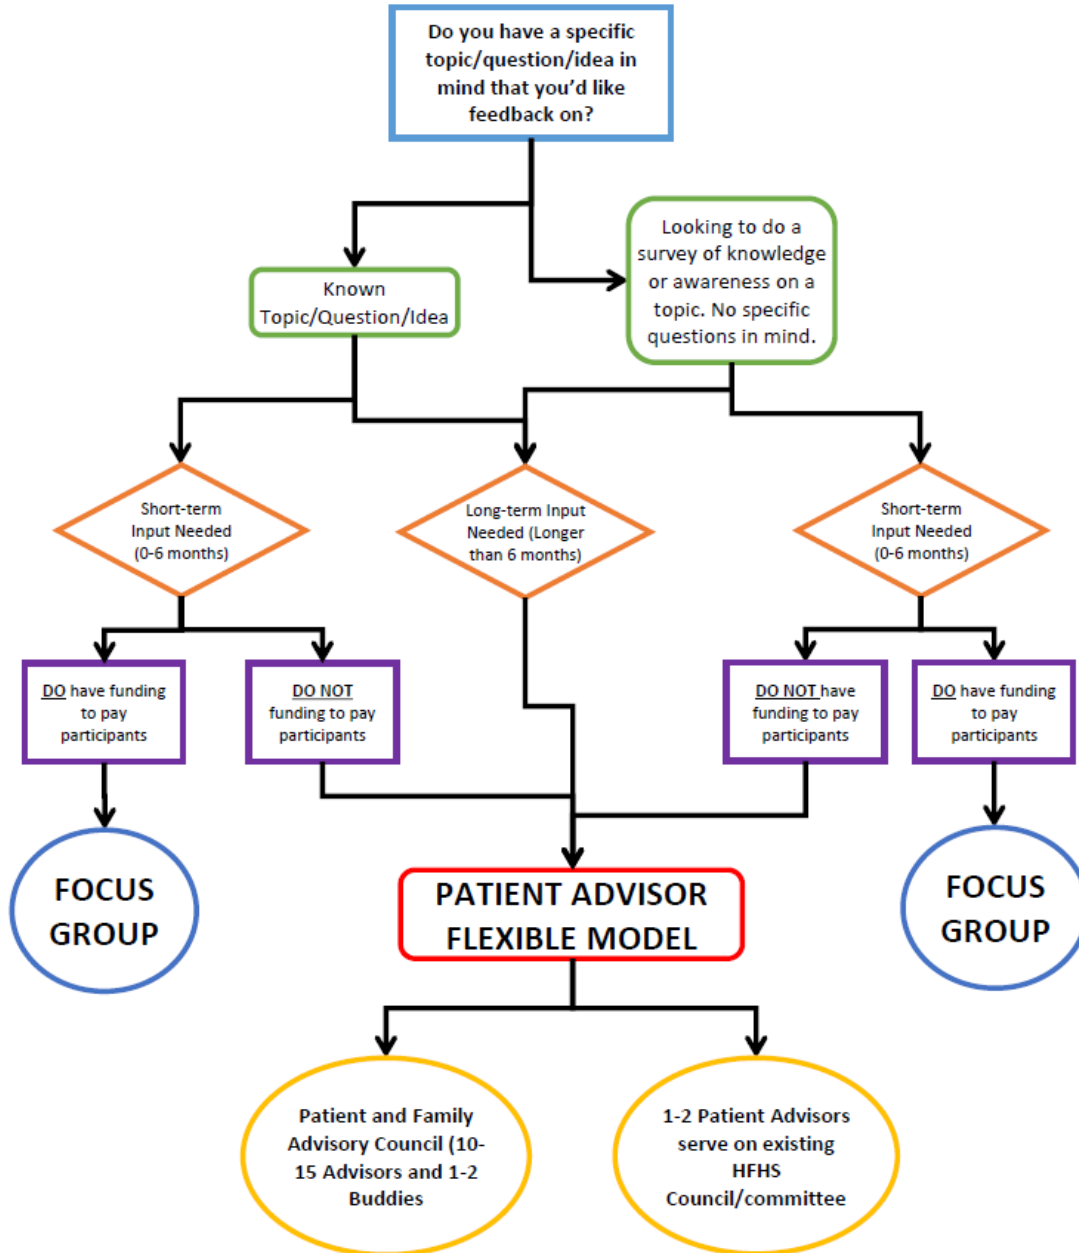 Do you have a specific
topic/question/idea in
mind that you'd like
feedback on?
Looking to do a
survey of knowledge
or awareness on a
topic. No specific
questions in mind.
Known
Topic/Question/Idea
Short-term
Input Needed
(0-6 months)
Long-term Input
Needed (Longer
than 6 months)
Short-term
Input Needed
(0-6 months)
DO have funding
to pay
participants
DO NOT
funding to pay
participants
DO NOT have
funding to pay
participants
DO have funding
to pay
participants
FOCUS
GROUP
PATIENT ADVISOR
FLEXIBLE MODEL
FOCUS
GROUP
Patient and Family
Advisory Council (10-
15 Advisors and 1-2
Buddies
1-2 Patient Advisors
serve on existing
HFHS
Council/committee